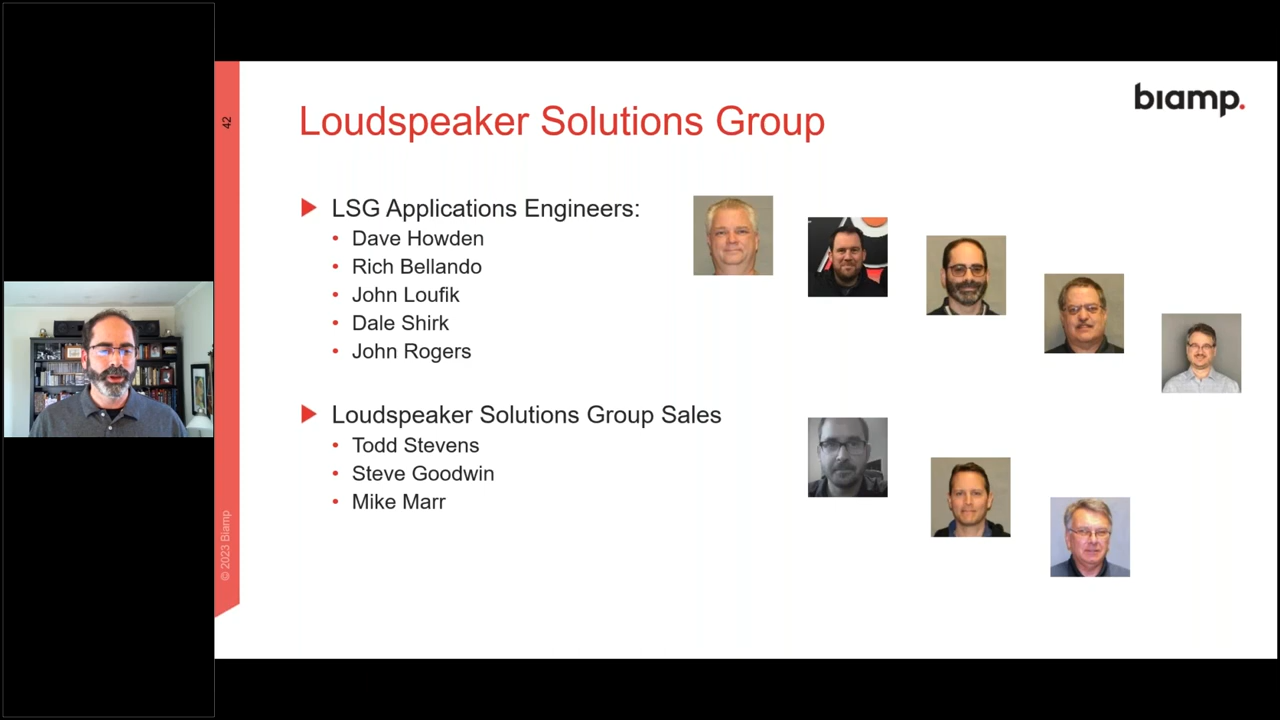 42
Loudspeaker Solutions Group
biamp.
LSG Applications Engineers:
Dave Howden
Rich Bellando
John Loufik
Dale Shirk
John Rogers
Loudspeaker Solutions Group Sales
Todd Stevens
Steve Goodwin
Mike Marr
© 2023 Biamp